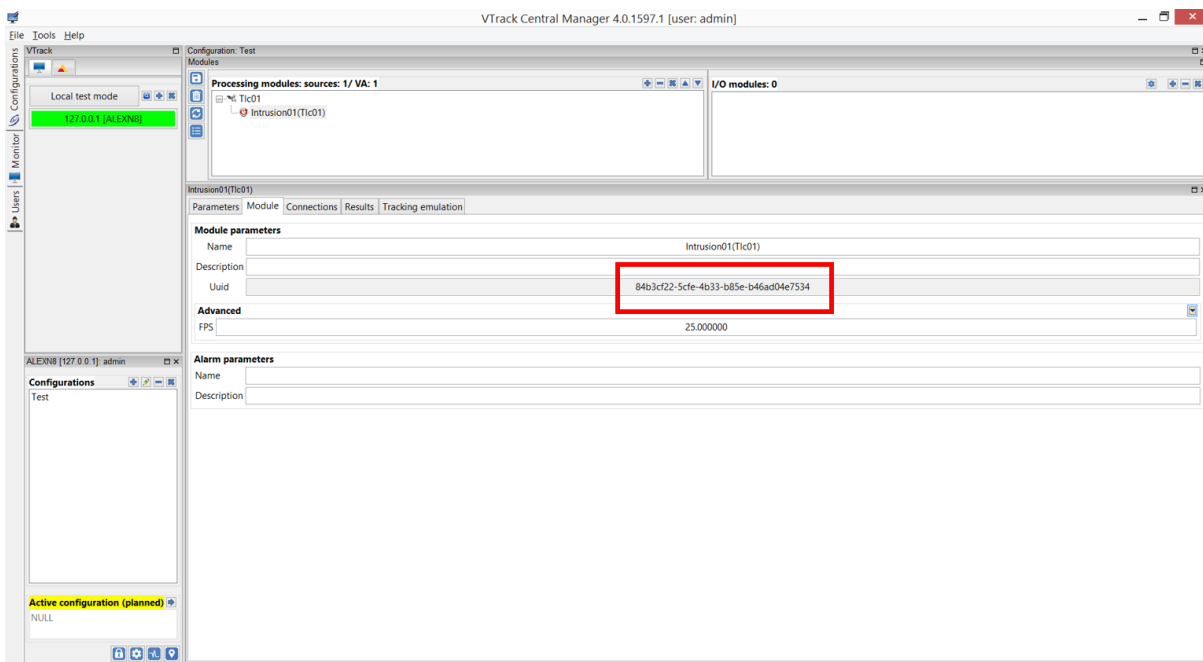 VTrack Central Manager 4.0.1597.1 [user: admin]
File Tools Help
Configurations
Monitor
Users
VTrack
Local test mode
127.0.0.1 [ALEXN8]
ALEXN8 [127.0.0.1]: admin
Configurations
Test
Active configuration (planned)
NULL
Configuration: Test
Modules
Processing modules: sources: 1/ VA: 1
Tlc01
Intrusion01(Tlc01)
I/O modules: 0
Intrusion01(Tlc01)
Parameters Module Connections Results Tracking emulation
Module parameters
Name Intrusion01(Tlc01)
Description
Uuid 84b3cf22-5cfe-4b33-b85e-b46ad04e7534
Advanced
FPS 25.000000
Alarm parameters
Name
Description